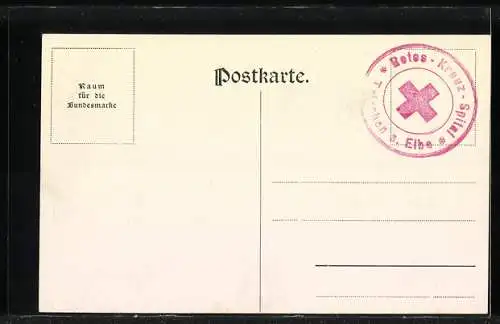 Raum
für die
Bundesmarke
Postkarte.
* Rotes - Kreuz - Spital *
a. Elbe